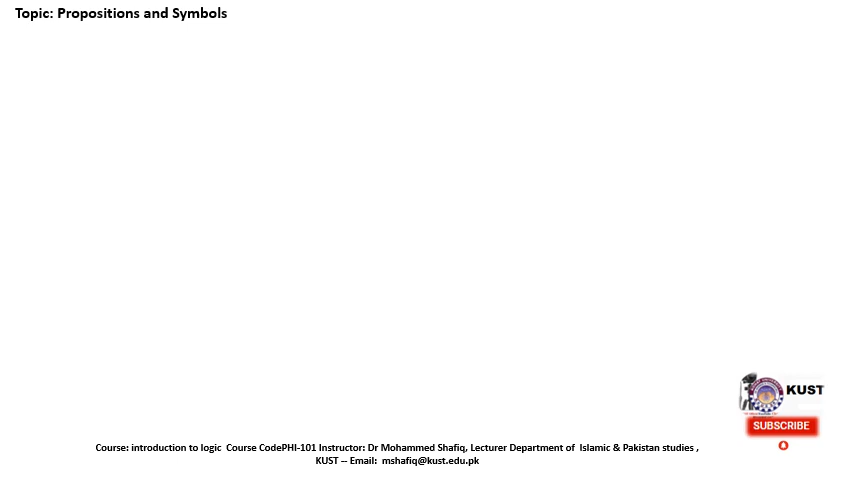 Topic: Propositions and Symbols
KUST
SUBSCRIBE
Course: introduction to logic Course CodePHI-101 Instructor: Dr Mohammed Shafiq, Lecturer Department of Islamic & Pakistan studies ,
KUST -- Email: mshafiq@kust.edu.pk